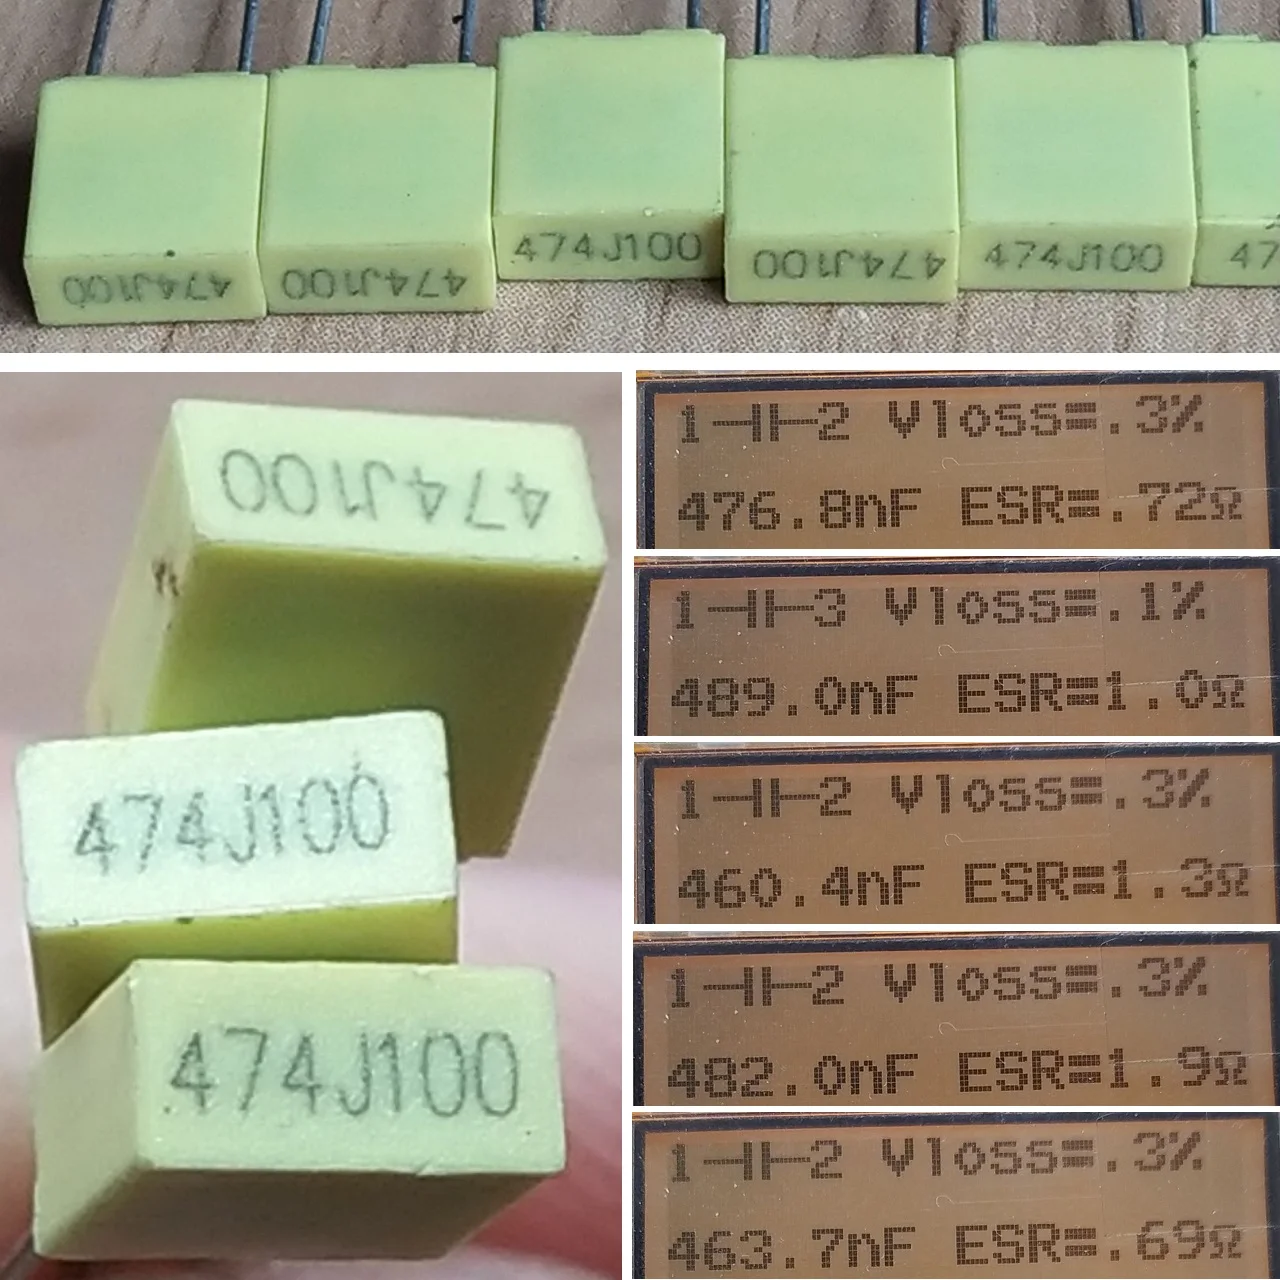 474J100
474J100
474J100
474J100
474J100
47
474J100
474J100
474J100
1 2 Vloss=.3%
476.8nF ESR=.72Ω
1 3 Vloss=.1%
489.0nF ESR=1.0Ω
1 2 Vloss=.3%
460.4nF ESR=1.3Ω
1 2 Vloss=.3%
482.0nF ESR=1.9Ω
1 2 Vloss=.3%
463.7nF ESR=.69Ω